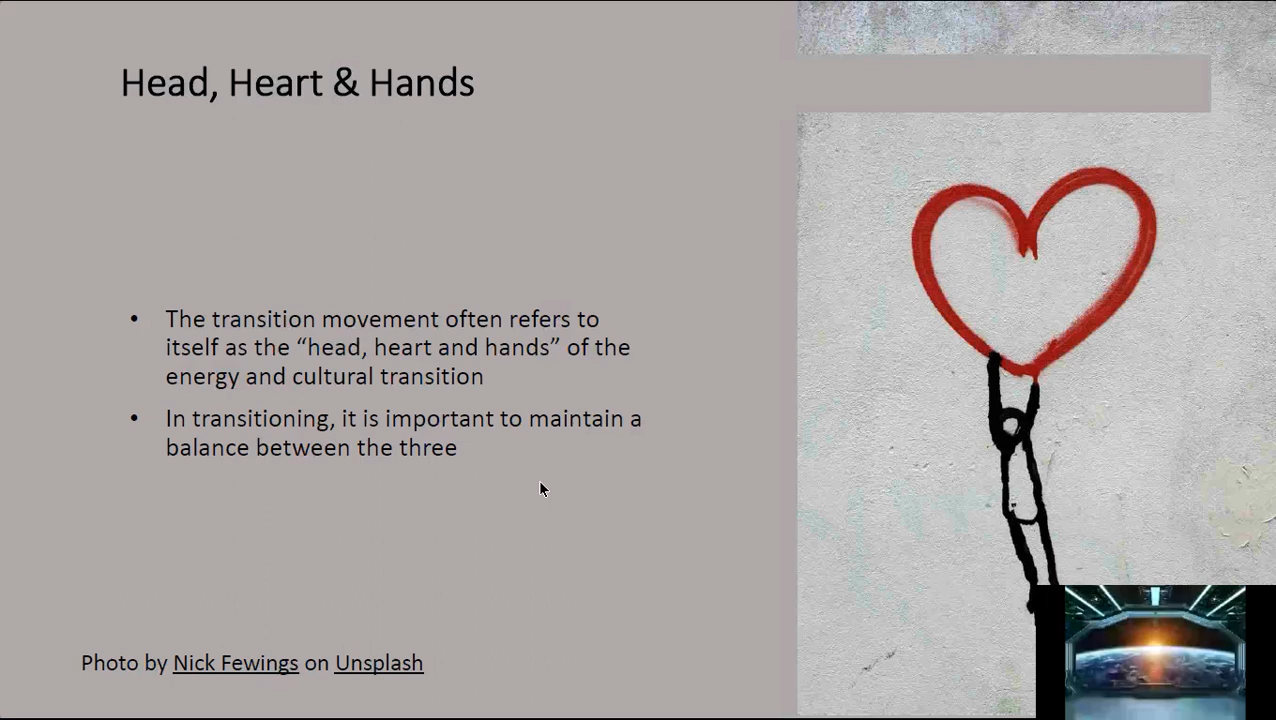 Head, Heart & Hands
• The transition movement often refers to
itself as the “head, heart and hands” of the
energy and cultural transition
• In transitioning, it is important to maintain a
balance between the three
Photo by Nick Fewings on Unsplash